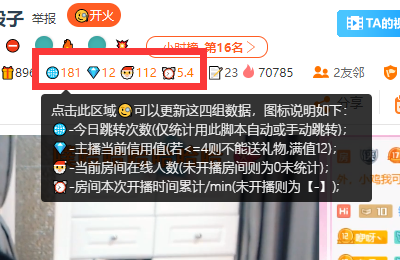 段子 举报 开火
TA的视
小时榜 第16名 >
896 181 12 112 5.4 23 70785 2友邻
分享
点击此区域可以更新这四组数据，图标说明如下：
-今日跳转次数(仅统计用此脚本自动或手动跳转);
-主播当前信用值(若<=4则不能送礼物,满值12);
-当前房间在线人数(未开播房间则为0未统计);
-房间本次开播时间累计/min(未开播则为【-】);
Hi
10